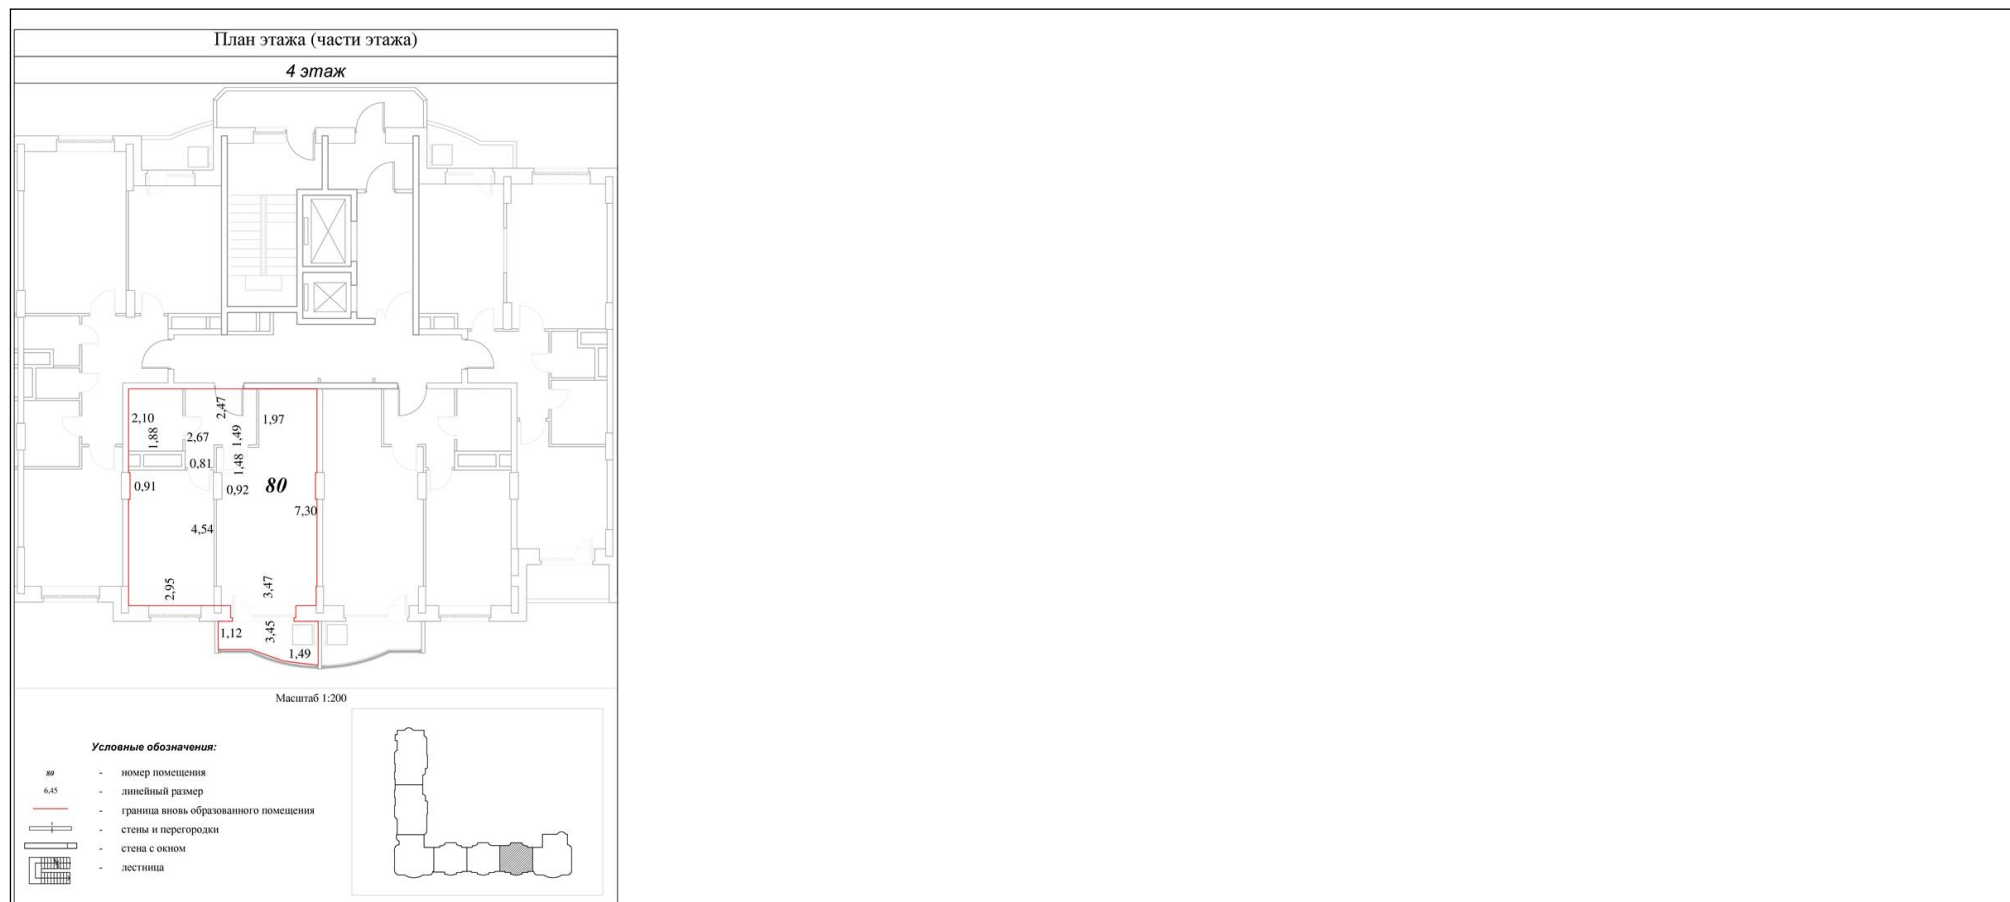 План этажа (части этажа)
4 этаж
2,47
2,10
1,97
1,88
2,67
1,49
0,81
1,48
0,91
0,92
80
7,30
4,54
2,95
3,47
1,12
3,45
1,49
Масштаб 1:200
Условные обозначения:
80 - номер помещения
6,45 - линейный размер
- граница вновь образованного помещения
- стены и перегородки
- стена с окном
- лестница